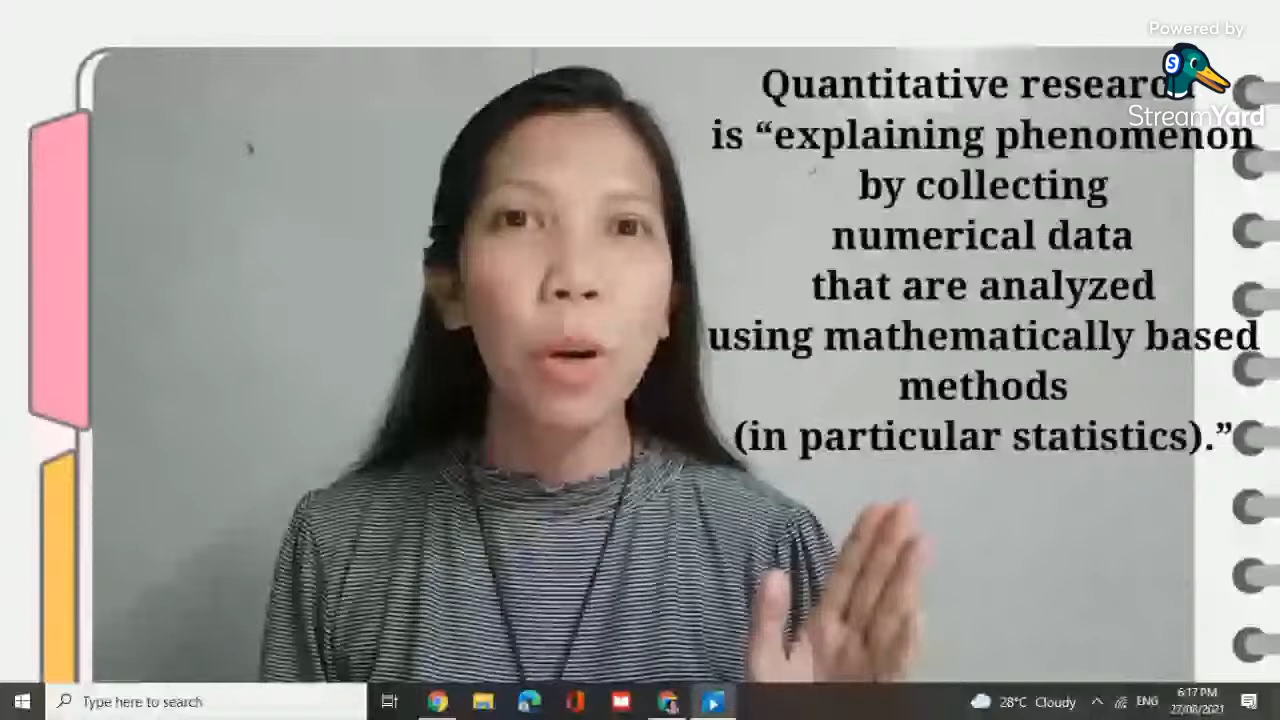 Powered by
StreamYard
Quantitative research
is “explaining phenomenon
by collecting
numerical data
that are analyzed
using mathematically based
methods
(in particular statistics).”
Type here to search
28°C Cloudy
ENG
6:17 PM
27/08/2021